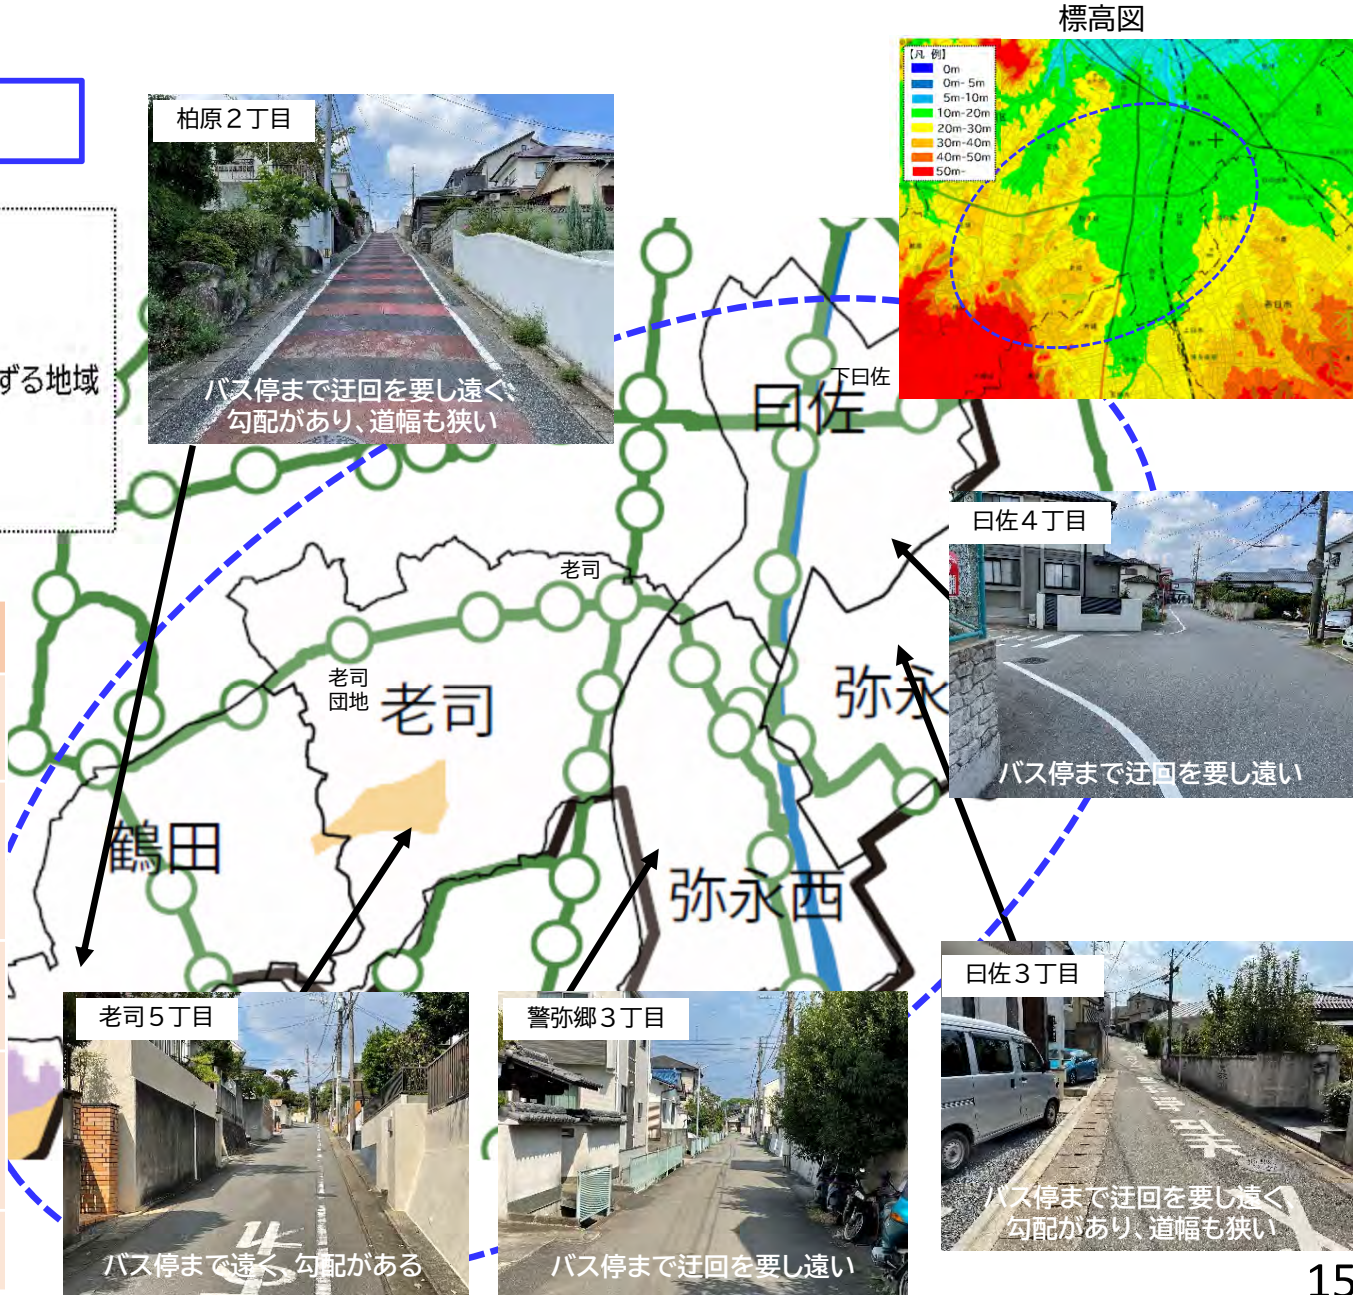 標高図
【凡 例】
0m
0m- 5m
5m-10m
10m-20m
20m-30m
30m-40m
40m-50m
50m-
柏原２丁目
バス停まで迂回を要し遠く、
勾配があり、道幅も狭い
ずる地域
下曰佐
曰佐
曰佐４丁目
バス停まで迂回を要し遠い
老司
老司
団地
老司
弥永
鶴田
弥永西
老司５丁目
バス停まで遠く、勾配がある
警弥郷３丁目
バス停まで迂回を要し遠い
曰佐３丁目
バス停まで迂回を要し遠く、
勾配があり、道幅も狭い
15